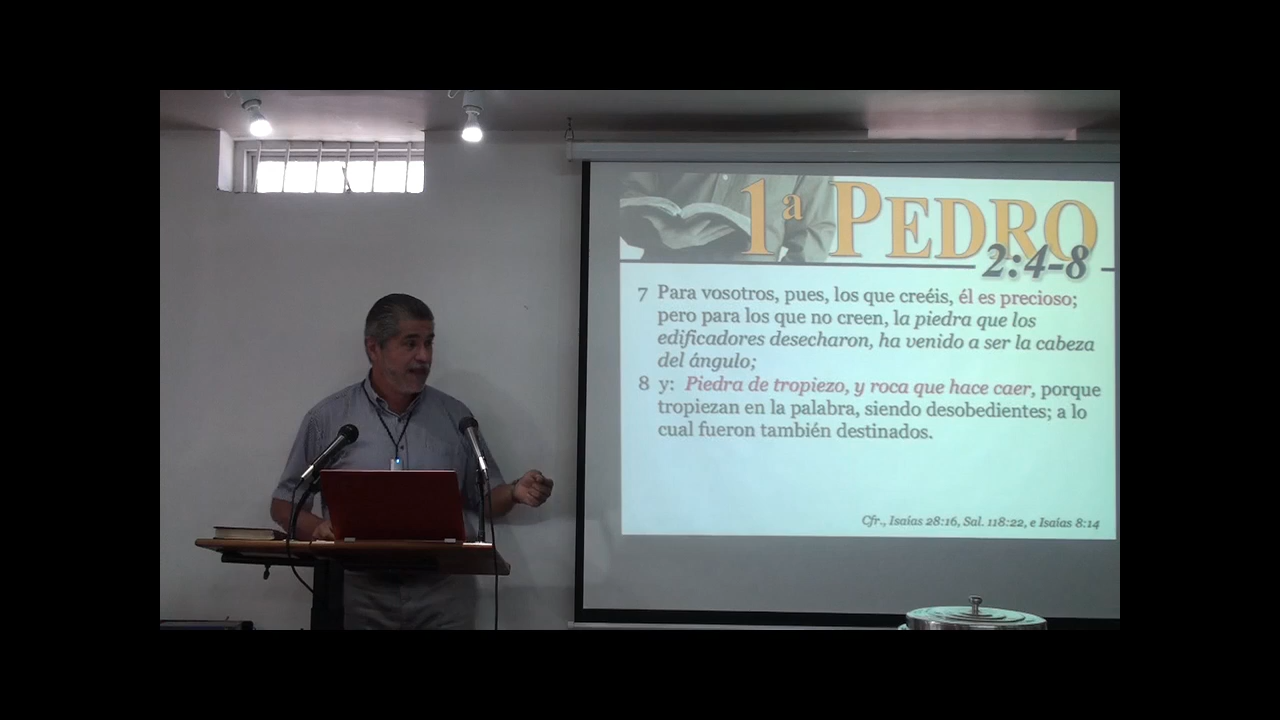 1ª PEDRO
2:4-8
7 Para vosotros, pues, los que creéis, él es precioso;
pero para los que no creen, la piedra que los
edificadores desecharon, ha venido a ser la cabeza
del ángulo;
8 y: Piedra de tropiezo, y roca que hace caer, porque
tropiezan en la palabra, siendo desobedientes; a lo
cual fueron también destinados.
Cfr., Isaías 28:16, Sal. 118:22, e Isaías 8:14